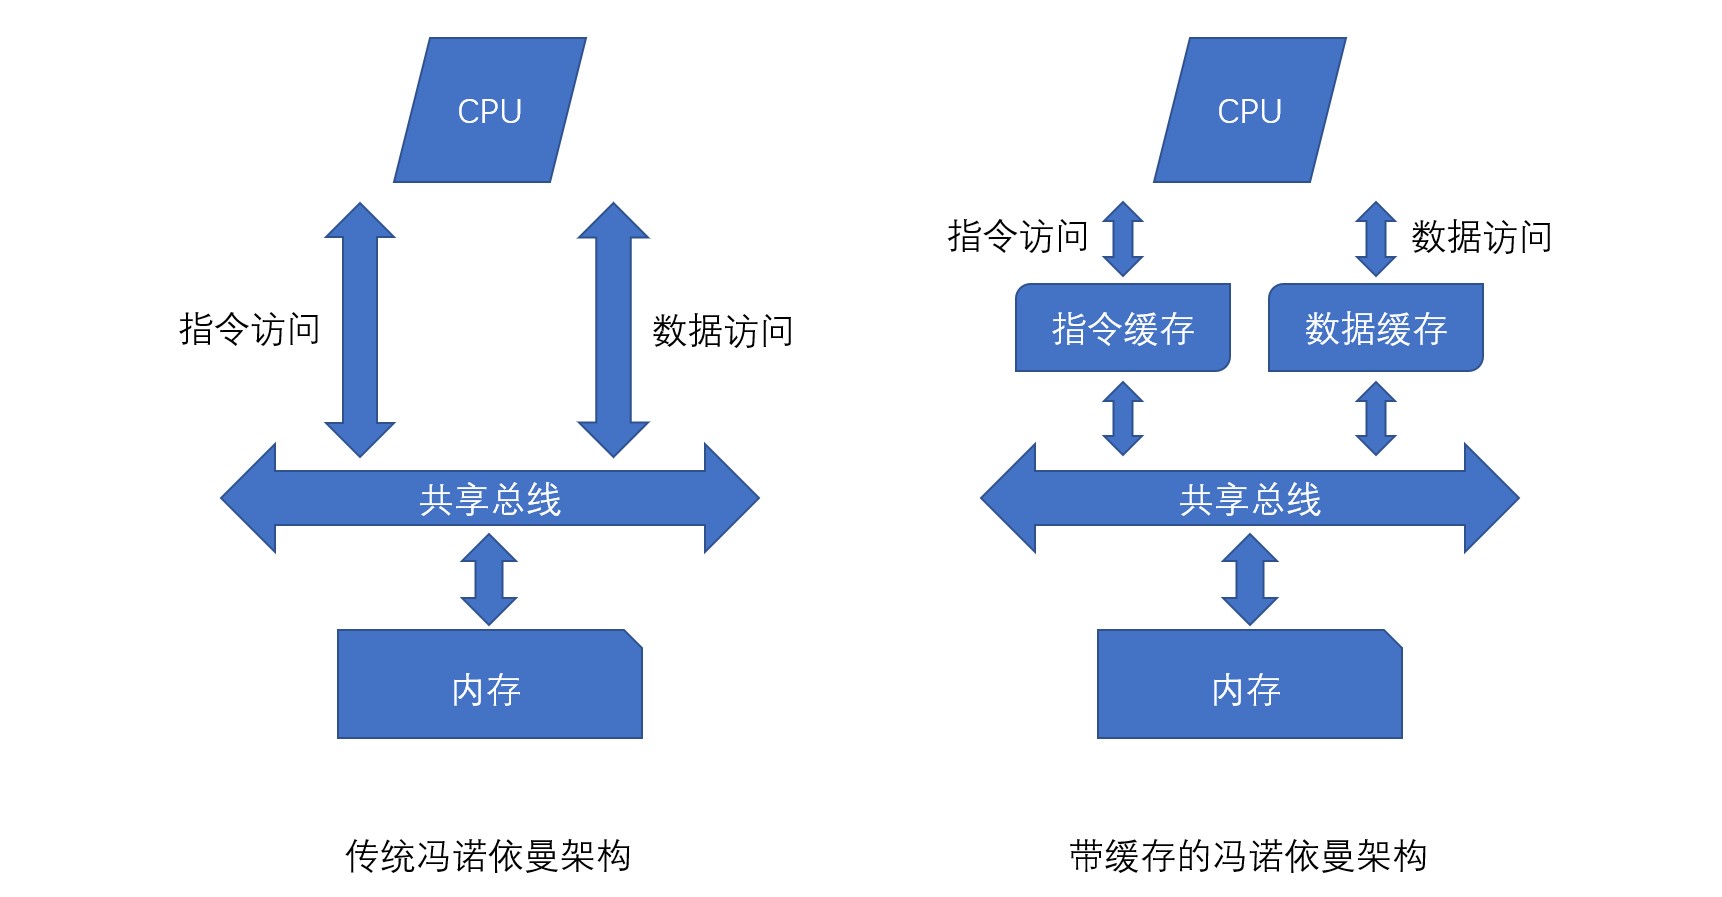 CPU
指令访问
数据访问
共享总线
内存
传统冯诺依曼架构
CPU
指令访问
数据访问
指令缓存
数据缓存
共享总线
内存
带缓存的冯诺依曼架构